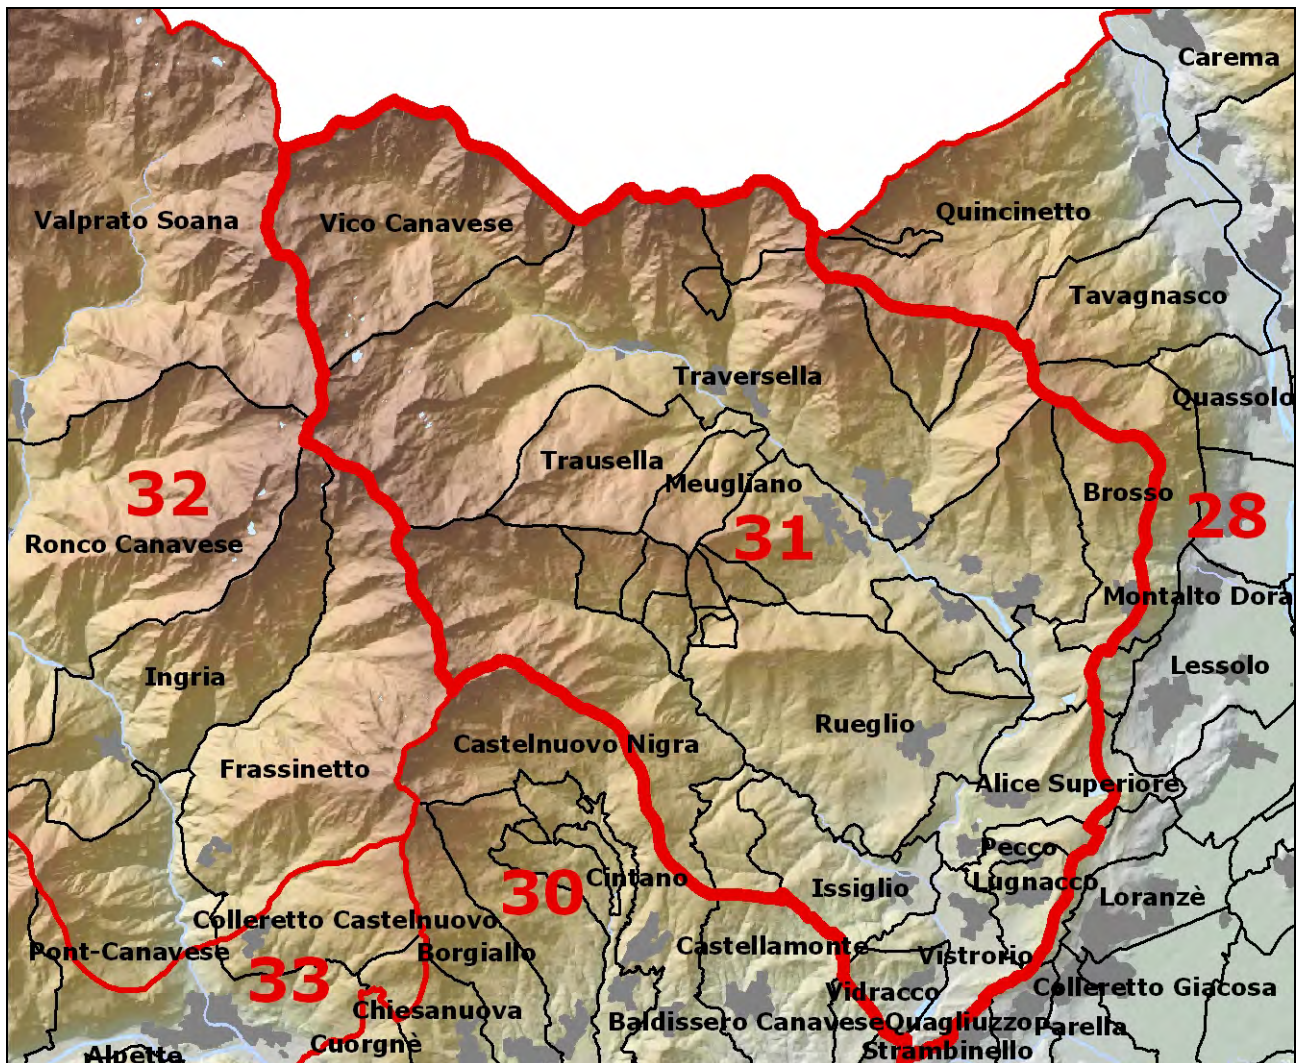 Carema
Quincinetto
Valprato Soana
Vico Canavese
Tavagnasco
Traversella
Quassolo
Trausella
Meugliano
Brosso
32
28
31
Ronco Canavese
Montalto Dora
Lessolo
Ingria
Rueglio
Castelnuovo Nigra
Frassinetto
Alice Superiore
Pecco
Cintano
Issiglio
Lugnacco
30
Loranzè
Colleretto Castelnuovo
Castellamonte
Pont-Canavese
Borgiallo
Vistrorio
33
Vidracco
Colleretto Giacosa
Chiesanuova
Baldissero Canavese
Quagliuzzo
Parella
Cuorgnè
Strambinello
Alpette